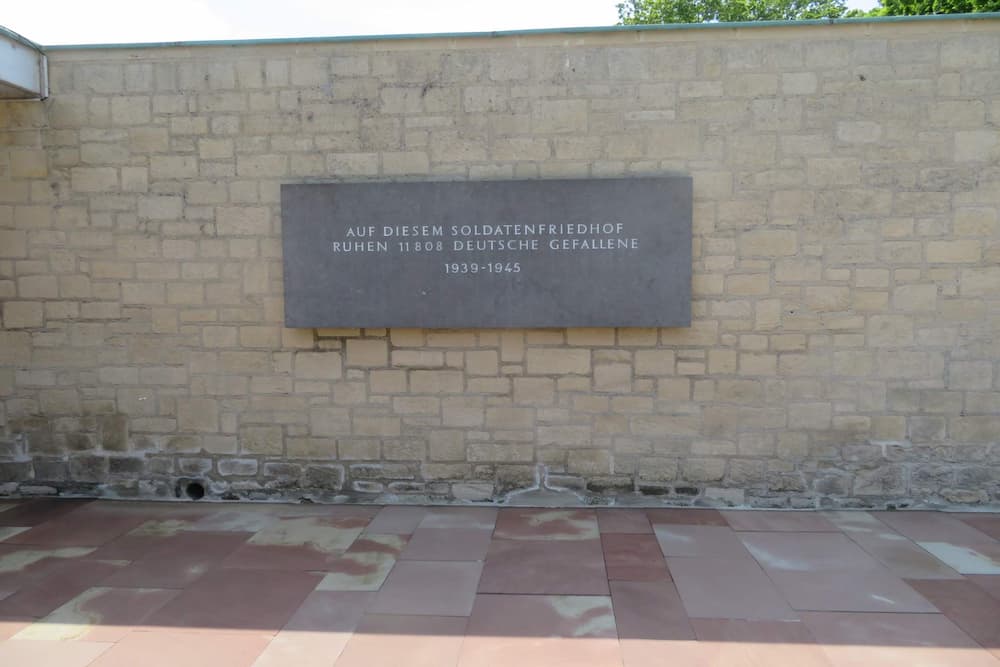 AUF DIESEM SOLDATENFRIEDHOF
RUHEN 11808 DEUTSCHE GEFALLENE
1939-1945